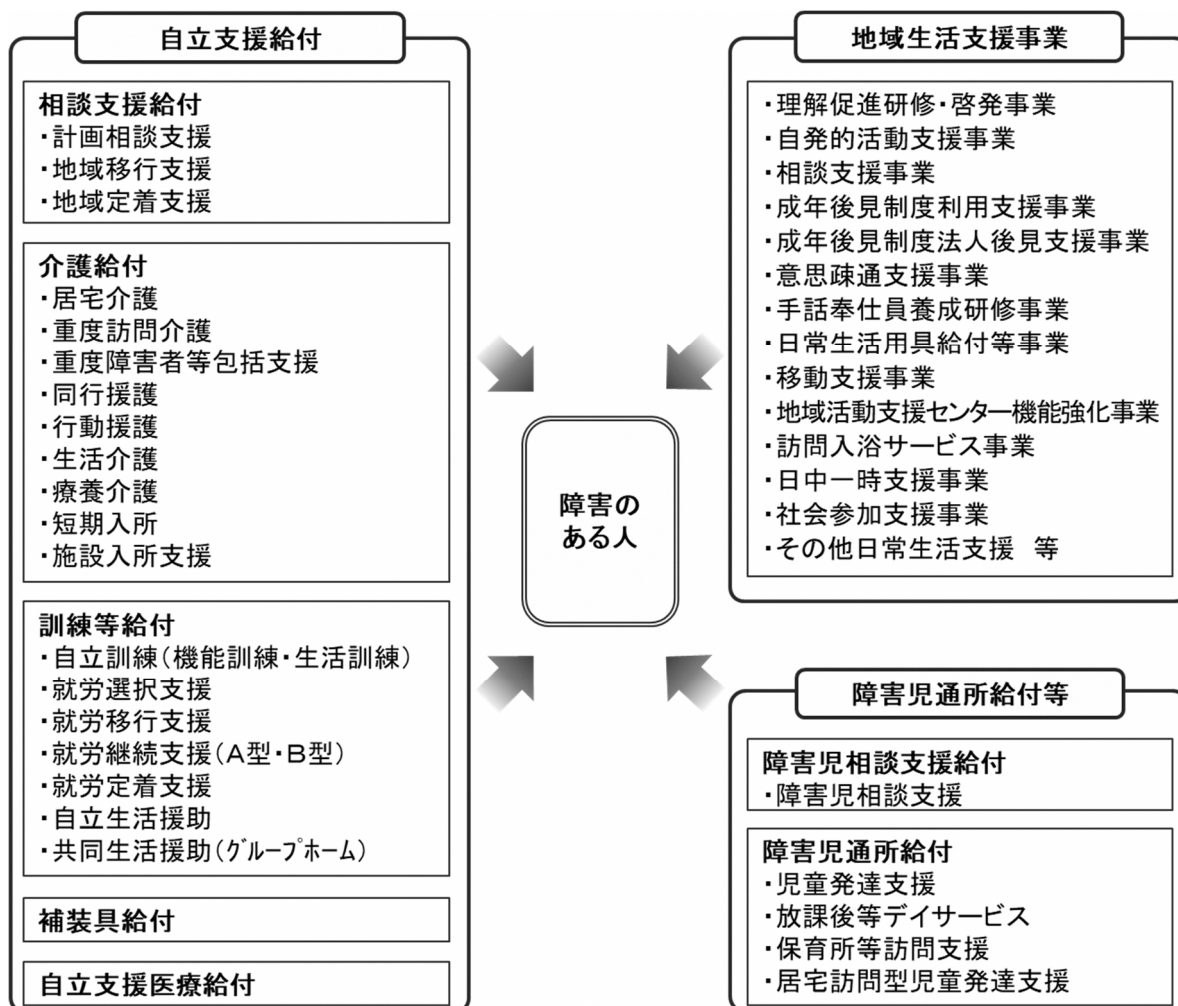 自立支援給付
相談支援給付
・計画相談支援
・地域移行支援
・地域定着支援
介護給付
・居宅介護
・重度訪問介護
・重度障害者等包括支援
・同行援護
・行動援護
・生活介護
・療養介護
・短期入所
・施設入所支援
訓練等給付
・自立訓練(機能訓練・生活訓練)
・就労選択支援
・就労移行支援
・就労継続支援(A型・B型)
・就労定着支援
・自立生活援助
・共同生活援助(グループホーム)
補装具給付
自立支援医療給付
障害の
ある人
地域生活支援事業
・理解促進研修・啓発事業
・自発的活動支援事業
・相談支援事業
・成年後見制度利用支援事業
・成年後見制度法人後見支援事業
・意思疎通支援事業
・手話奉仕員養成研修事業
・日常生活用具給付等事業
・移動支援事業
・地域活動支援センター機能強化事業
・訪問入浴サービス事業
・日中一時支援事業
・社会参加支援事業
・その他日常生活支援 等
障害児通所給付等
障害児相談支援給付
・障害児相談支援
障害児通所給付
・児童発達支援
・放課後等デイサービス
・保育所等訪問支援
・居宅訪問型児童発達支援